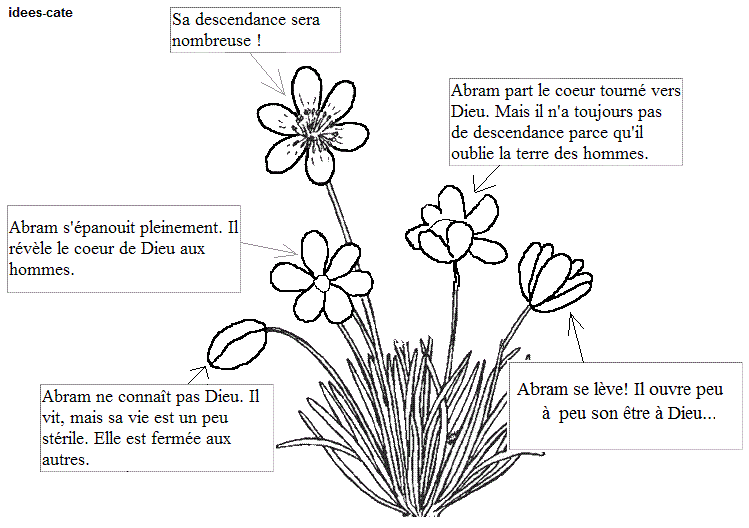 idees-cate
Sa descendance sera
nombreuse !
Abram part le coeur tourné vers
Dieu. Mais il n'a toujours pas
de descendance parce qu'il
oublie la terre des hommes.
Abram s'épanouit pleinement. Il
révèle le coeur de Dieu aux
hommes.
Abram ne connaît pas Dieu. Il
vit, mais sa vie est un peu
stérile. Elle est fermée aux
autres.
Abram se lève! Il ouvre peu
à peu son être à Dieu...